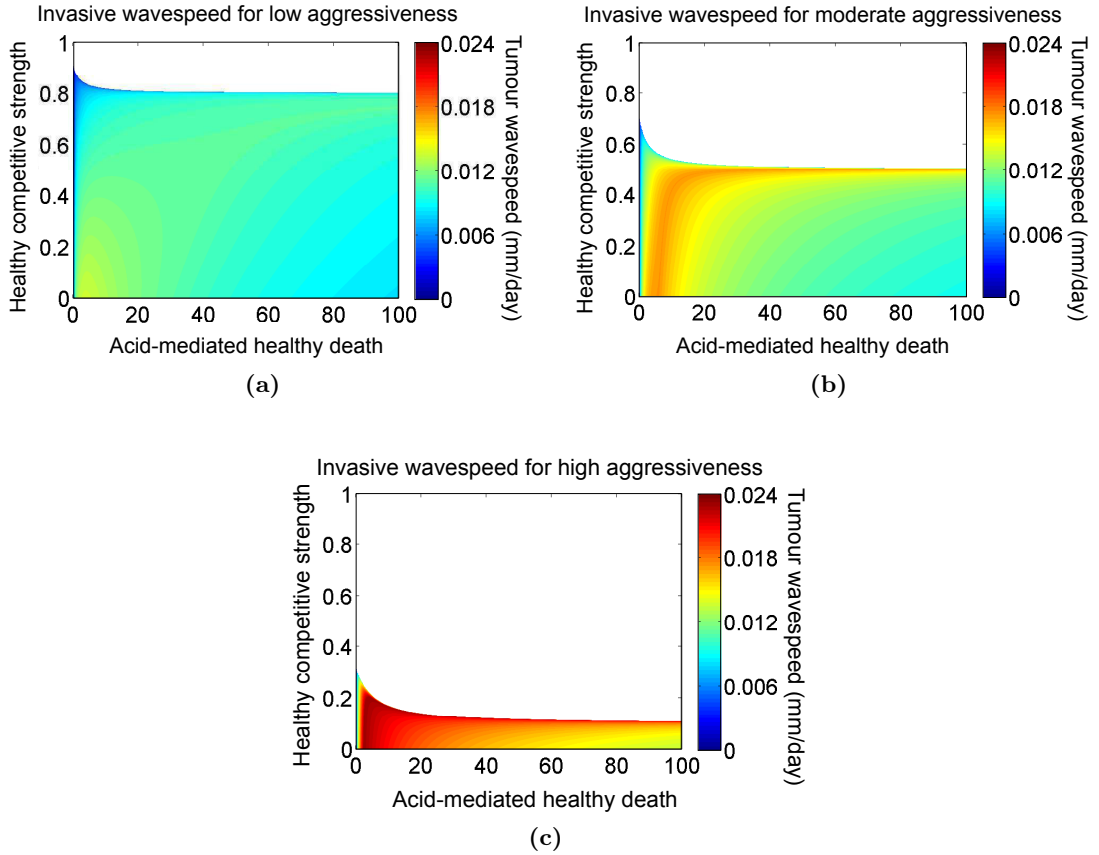 Invasive wavespeed for low aggressiveness
Healthy competitive strength
1
0.8
0.6
0.4
0.2
0
0 20 40 60 80 100
Acid-mediated healthy death
0.024
0.018
0.012
0.006
0
Tumour wavespeed (mm/day)
(a)
Invasive wavespeed for moderate aggressiveness
Healthy competitive strength
1
0.8
0.6
0.4
0.2
0
0 20 40 60 80 100
Acid-mediated healthy death
0.024
0.018
0.012
0.006
0
Tumour wavespeed (mm/day)
(b)
Invasive wavespeed for high aggressiveness
Healthy competitive strength
1
0.8
0.6
0.4
0.2
0
0 20 40 60 80 100
Acid-mediated healthy death
0.024
0.018
0.012
0.006
0
Tumour wavespeed (mm/day)
(c)